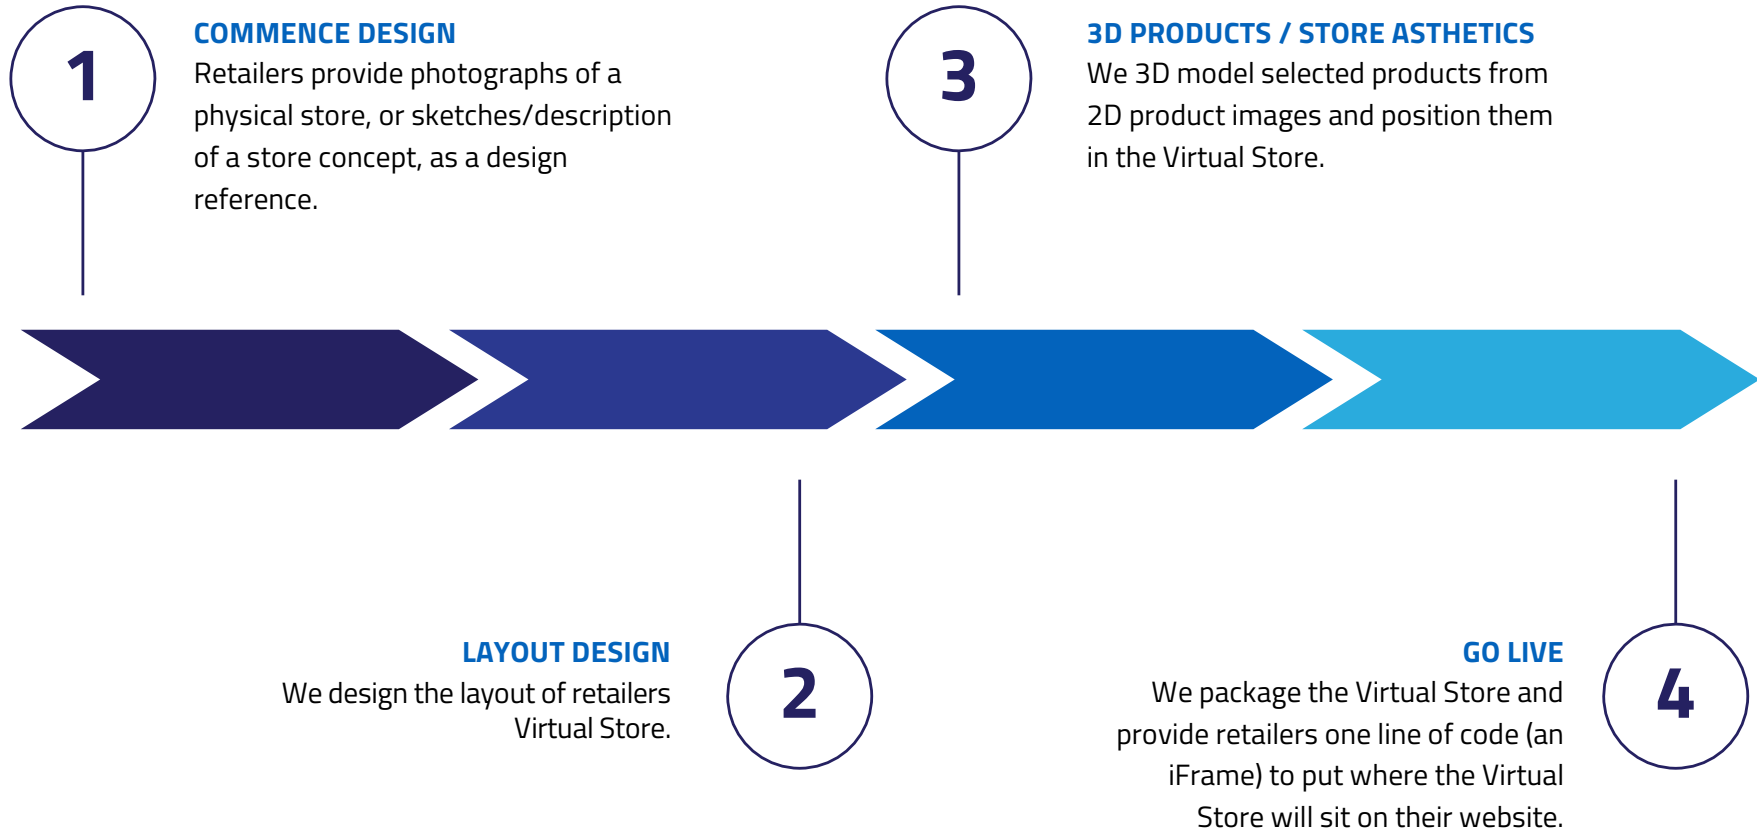 1
COMMENCE DESIGN
Retailers provide photographs of a
physical store, or sketches/description
of a store concept, as a design
reference.
2
LAYOUT DESIGN
We design the layout of retailers
Virtual Store.
3
3D PRODUCTS / STORE ASTHETICS
We 3D model selected products from
2D product images and position them
in the Virtual Store.
4
GO LIVE
We package the Virtual Store and
provide retailers one line of code (an
iFrame) to put where the Virtual
Store will sit on their website.